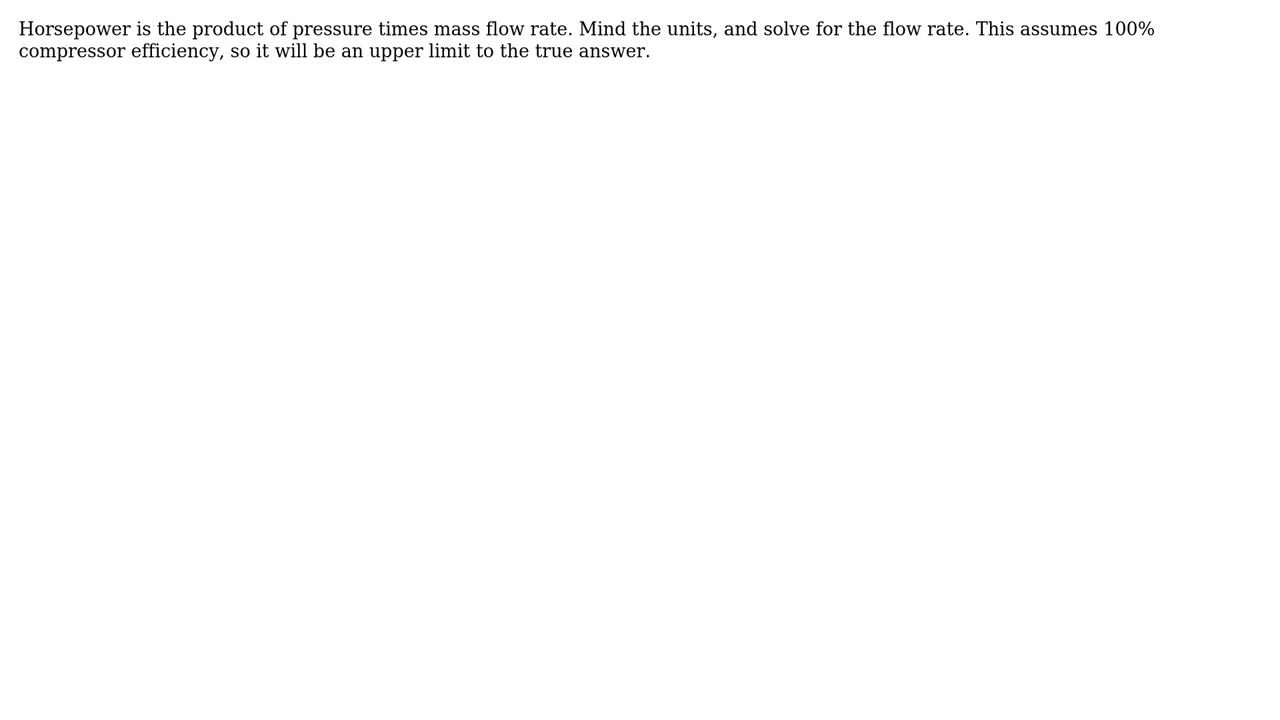 Horsepower is the product of pressure times mass flow rate. Mind the units, and solve for the flow rate. This assumes 100%
compressor efficiency, so it will be an upper limit to the true answer.